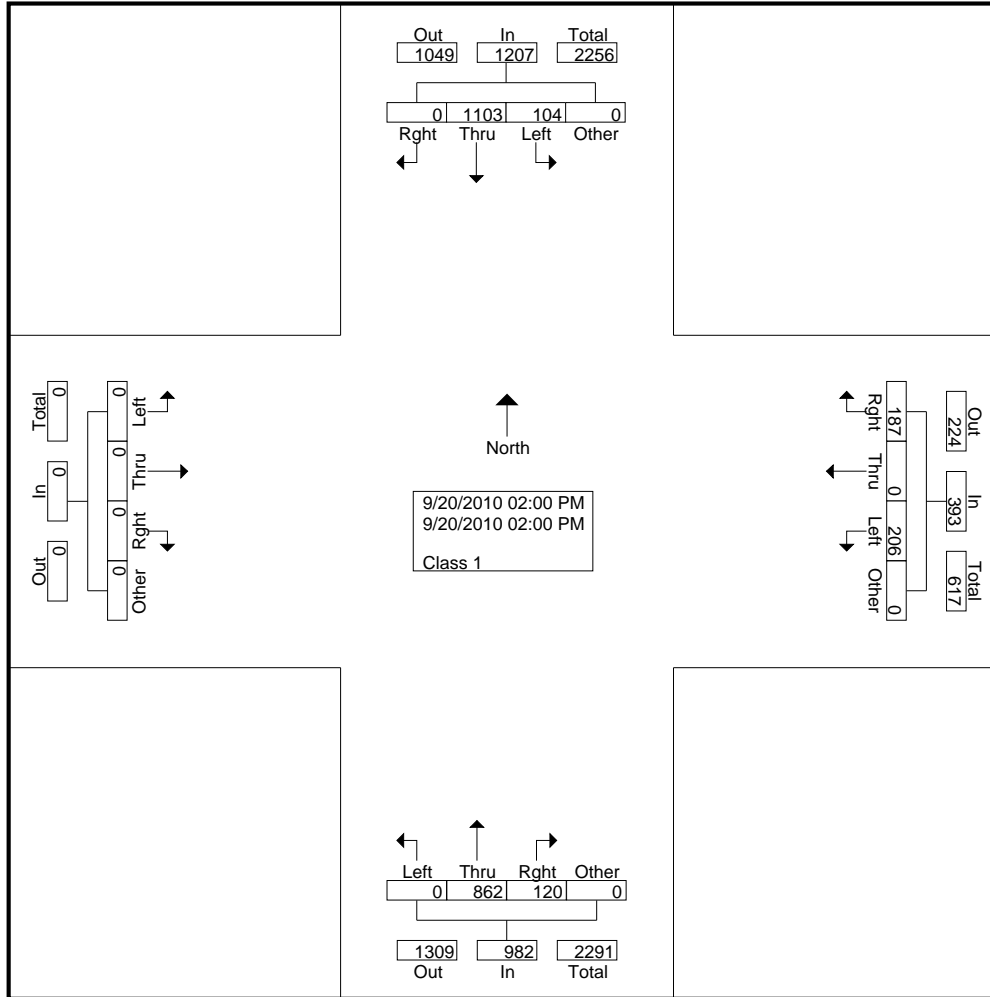 Out In Total
1049 1207 2256
0 1103 104 0
Rght Thru Left Other
Total 0
In 0
Out 0
0 0 0 0
Left Thru Rght Other
North
9/20/2010 02:00 PM
9/20/2010 02:00 PM
Class 1
Rght Thru Left Other
187 0 206 0
Out 224
In 393
Total 617
Left Thru Rght Other
0 862 120 0
1309 982 2291
Out In Total